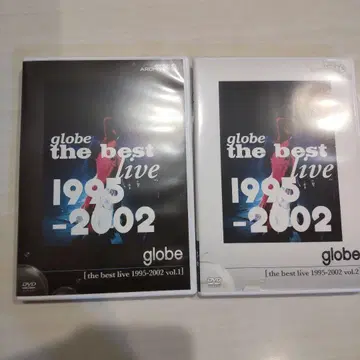 globe
the best
live
1995
-2002
globe
[ the best live 1995-2002 vol.1 ]
DVD
globe
the best
live
1995
-2002
globe
[ the best live 1995-2002 vol.2 ]
DVD